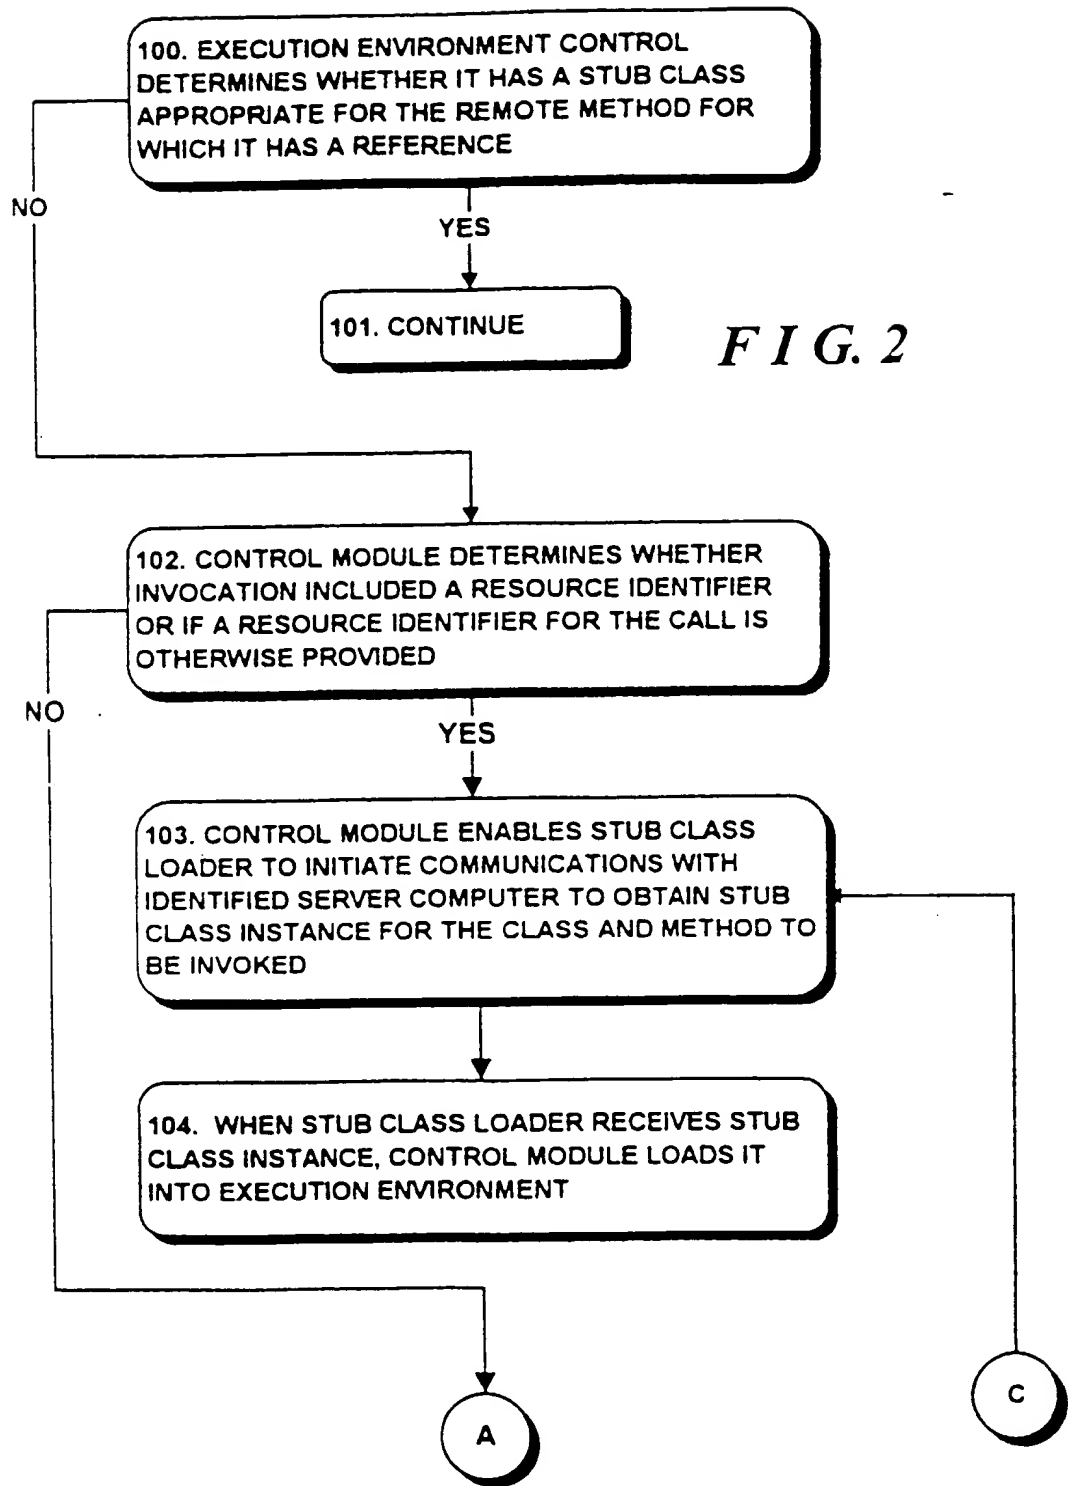 100. EXECUTION ENVIRONMENT CONTROL
DETERMINES WHETHER IT HAS A STUB CLASS
APPROPRIATE FOR THE REMOTE METHOD FOR
WHICH IT HAS A REFERENCE
NO
YES
101. CONTINUE
FIG. 2
102. CONTROL MODULE DETERMINES WHETHER
INVOCATION INCLUDED A RESOURCE IDENTIFIER
OR IF A RESOURCE IDENTIFIER FOR THE CALL IS
OTHERWISE PROVIDED
NO
YES
103. CONTROL MODULE ENABLES STUB CLASS
LOADER TO INITIATE COMMUNICATIONS WITH
IDENTIFIED SERVER COMPUTER TO OBTAIN STUB
CLASS INSTANCE FOR THE CLASS AND METHOD TO
BE INVOKED
104. WHEN STUB CLASS LOADER RECEIVES STUB
CLASS INSTANCE, CONTROL MODULE LOADS IT
INTO EXECUTION ENVIRONMENT
A
C